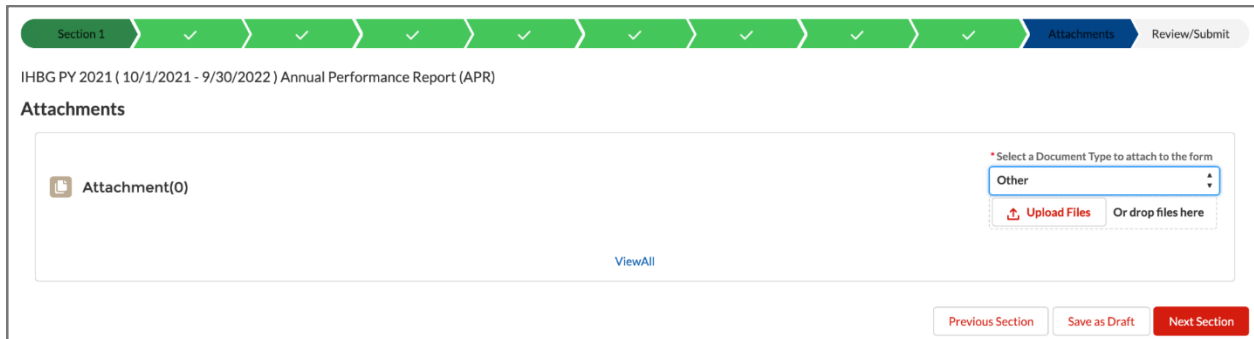 Section 1
Attachments
Review/Submit
IHBG PY 2021 ( 10/1/2021 - 9/30/2022 ) Annual Performance Report (APR)
Attachments
*Select a Document Type to attach to the form
Attachment(0)
Other
Upload Files
Or drop files here
ViewAll
Previous Section
Save as Draft
Next Section